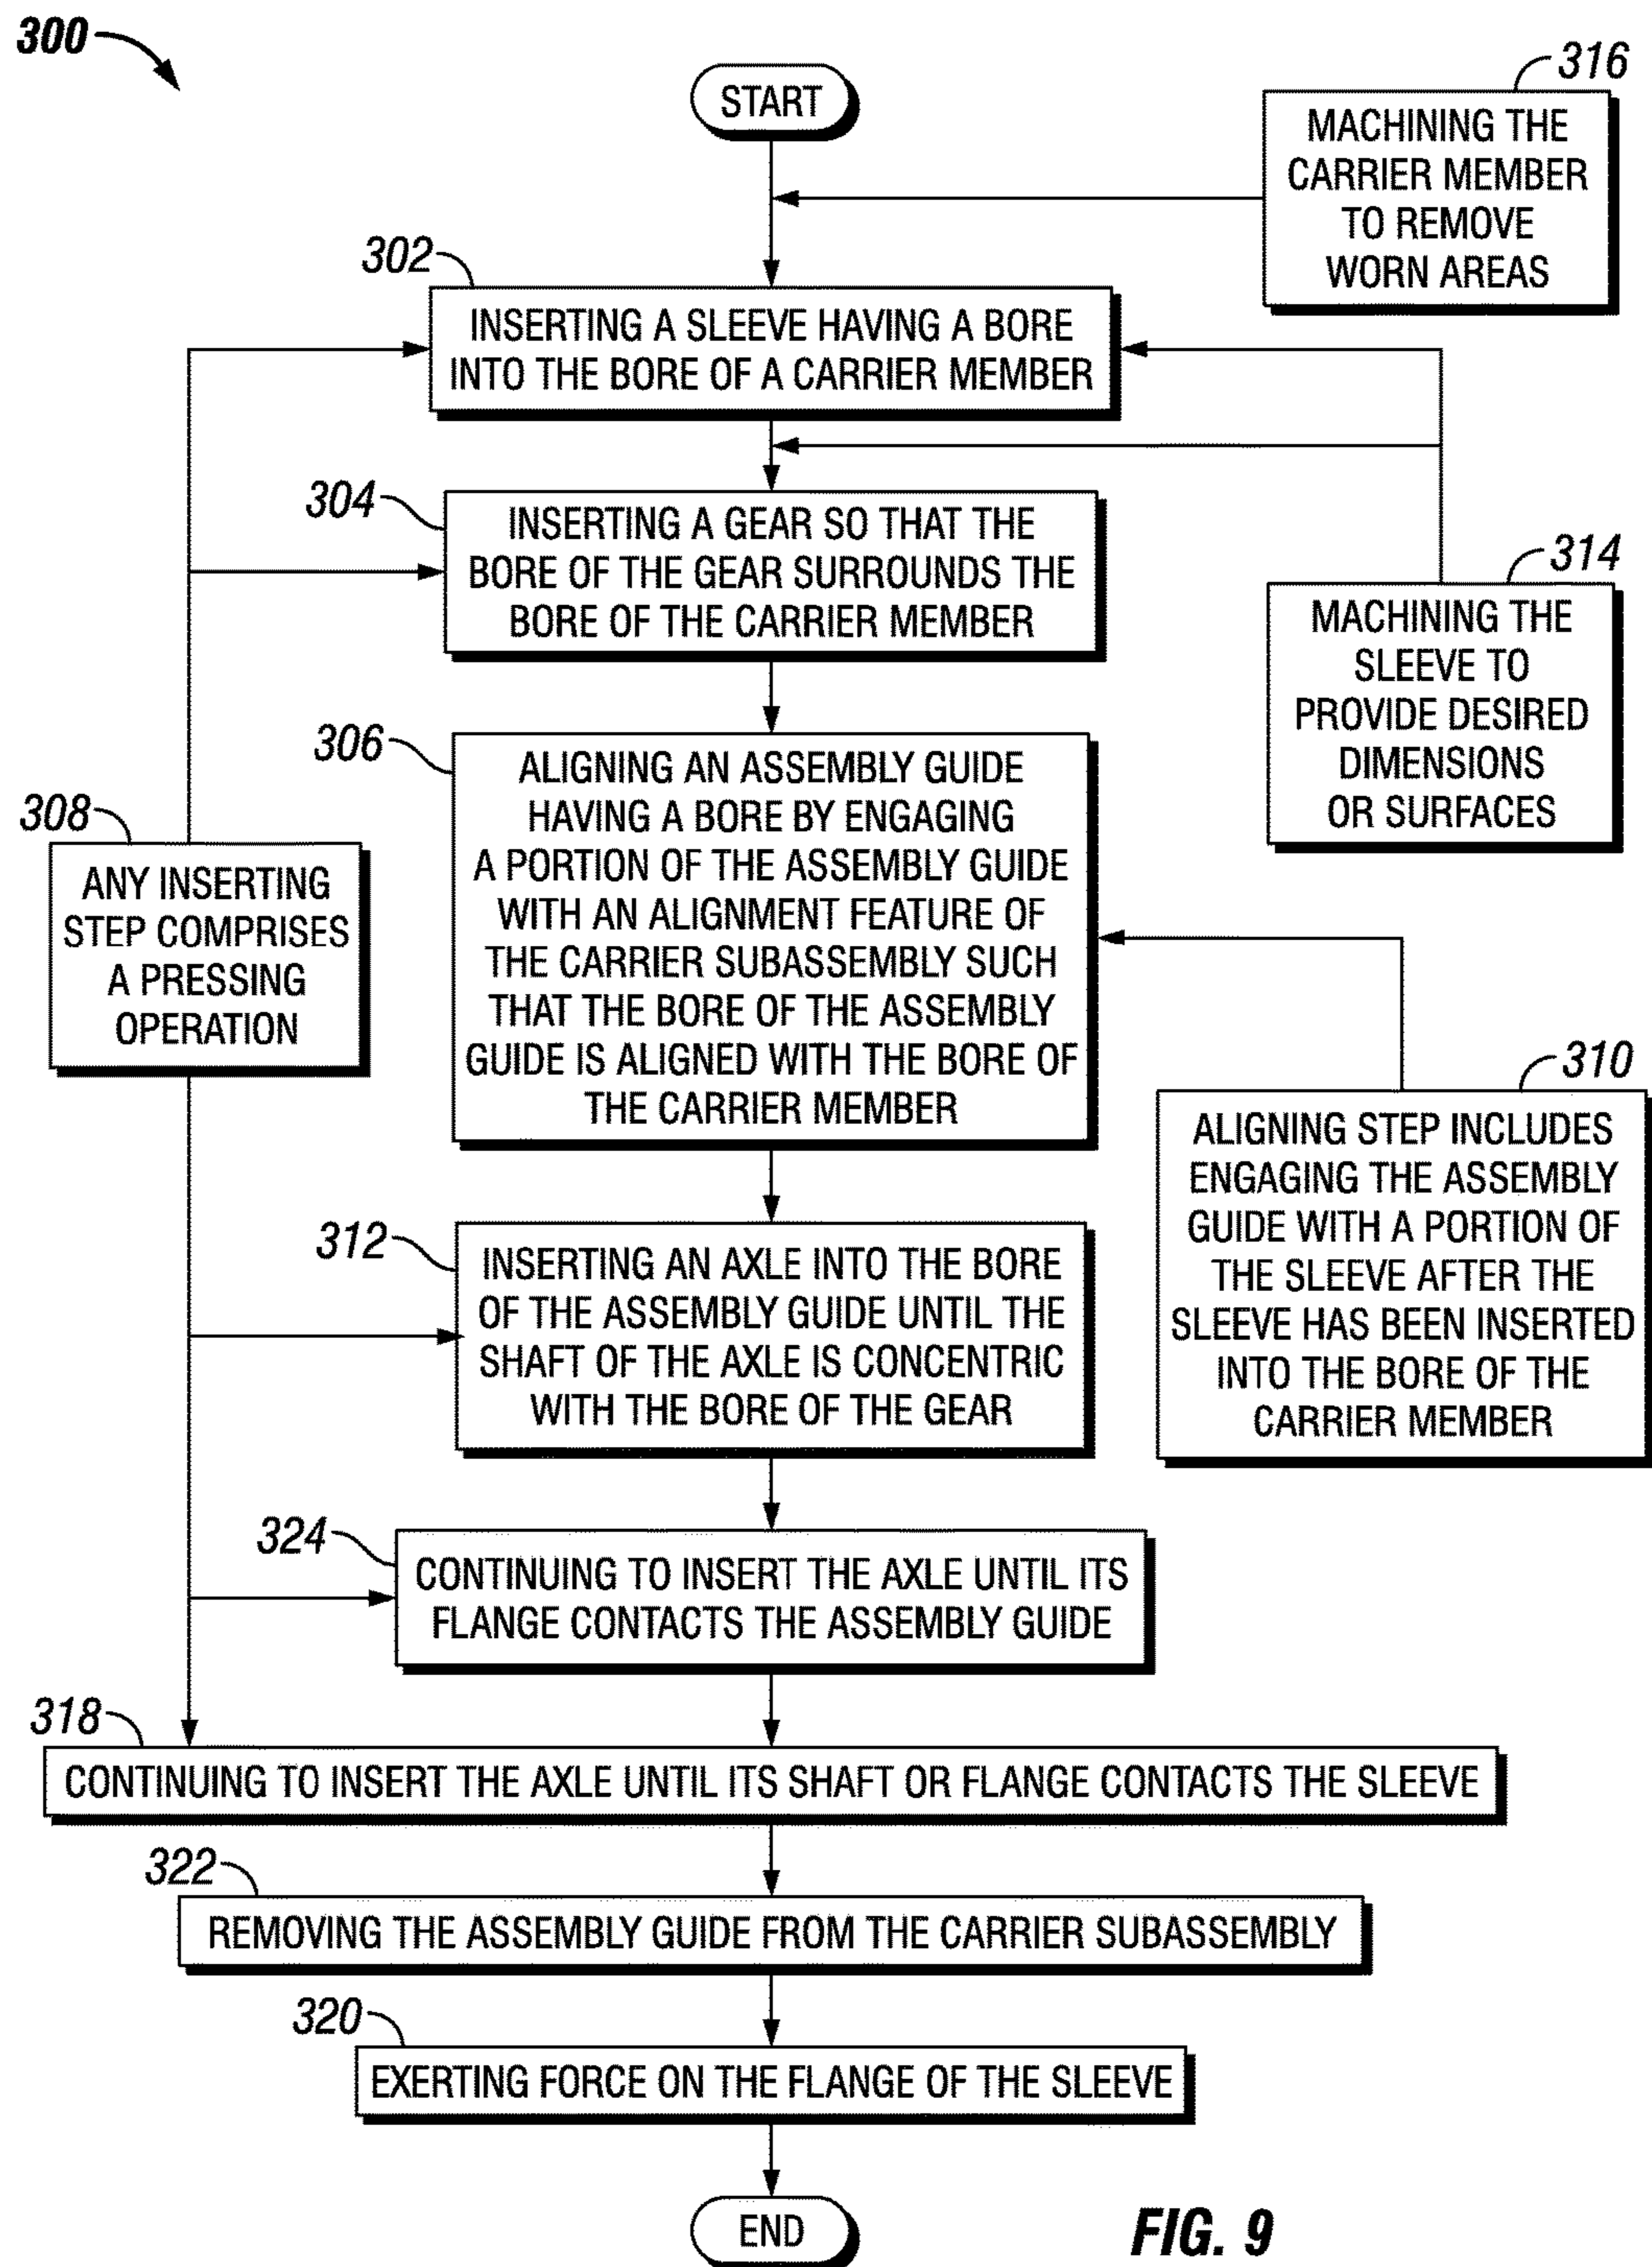 300
START
316
MACHINING THE
CARRIER MEMBER
TO REMOVE
WORN AREAS
302
INSERTING A SLEEVE HAVING A BORE
INTO THE BORE OF A CARRIER MEMBER
304
INSERTING A GEAR SO THAT THE
BORE OF THE GEAR SURROUNDS THE
BORE OF THE CARRIER MEMBER
314
MACHINING THE
SLEEVE TO
PROVIDE DESIRED
DIMENSIONS
OR SURFACES
306
ALIGNING AN ASSEMBLY GUIDE
HAVING A BORE BY ENGAGING
A PORTION OF THE ASSEMBLY GUIDE
WITH AN ALIGNMENT FEATURE OF
THE CARRIER SUBASSEMBLY SUCH
THAT THE BORE OF THE ASSEMBLY
GUIDE IS ALIGNED WITH THE BORE OF
THE CARRIER MEMBER
308
ANY INSERTING
STEP COMPRISES
A PRESSING
OPERATION
310
ALIGNING STEP INCLUDES
ENGAGING THE ASSEMBLY
GUIDE WITH A PORTION OF
THE SLEEVE AFTER THE
SLEEVE HAS BEEN INSERTED
INTO THE BORE OF THE
CARRIER MEMBER
312
INSERTING AN AXLE INTO THE BORE
OF THE ASSEMBLY GUIDE UNTIL THE
SHAFT OF THE AXLE IS CONCENTRIC
WITH THE BORE OF THE GEAR
324
CONTINUING TO INSERT THE AXLE UNTIL ITS
FLANGE CONTACTS THE ASSEMBLY GUIDE
318
CONTINUING TO INSERT THE AXLE UNTIL ITS SHAFT OR FLANGE CONTACTS THE SLEEVE
322
REMOVING THE ASSEMBLY GUIDE FROM THE CARRIER SUBASSEMBLY
320
EXERTING FORCE ON THE FLANGE OF THE SLEEVE
END
FIG. 9